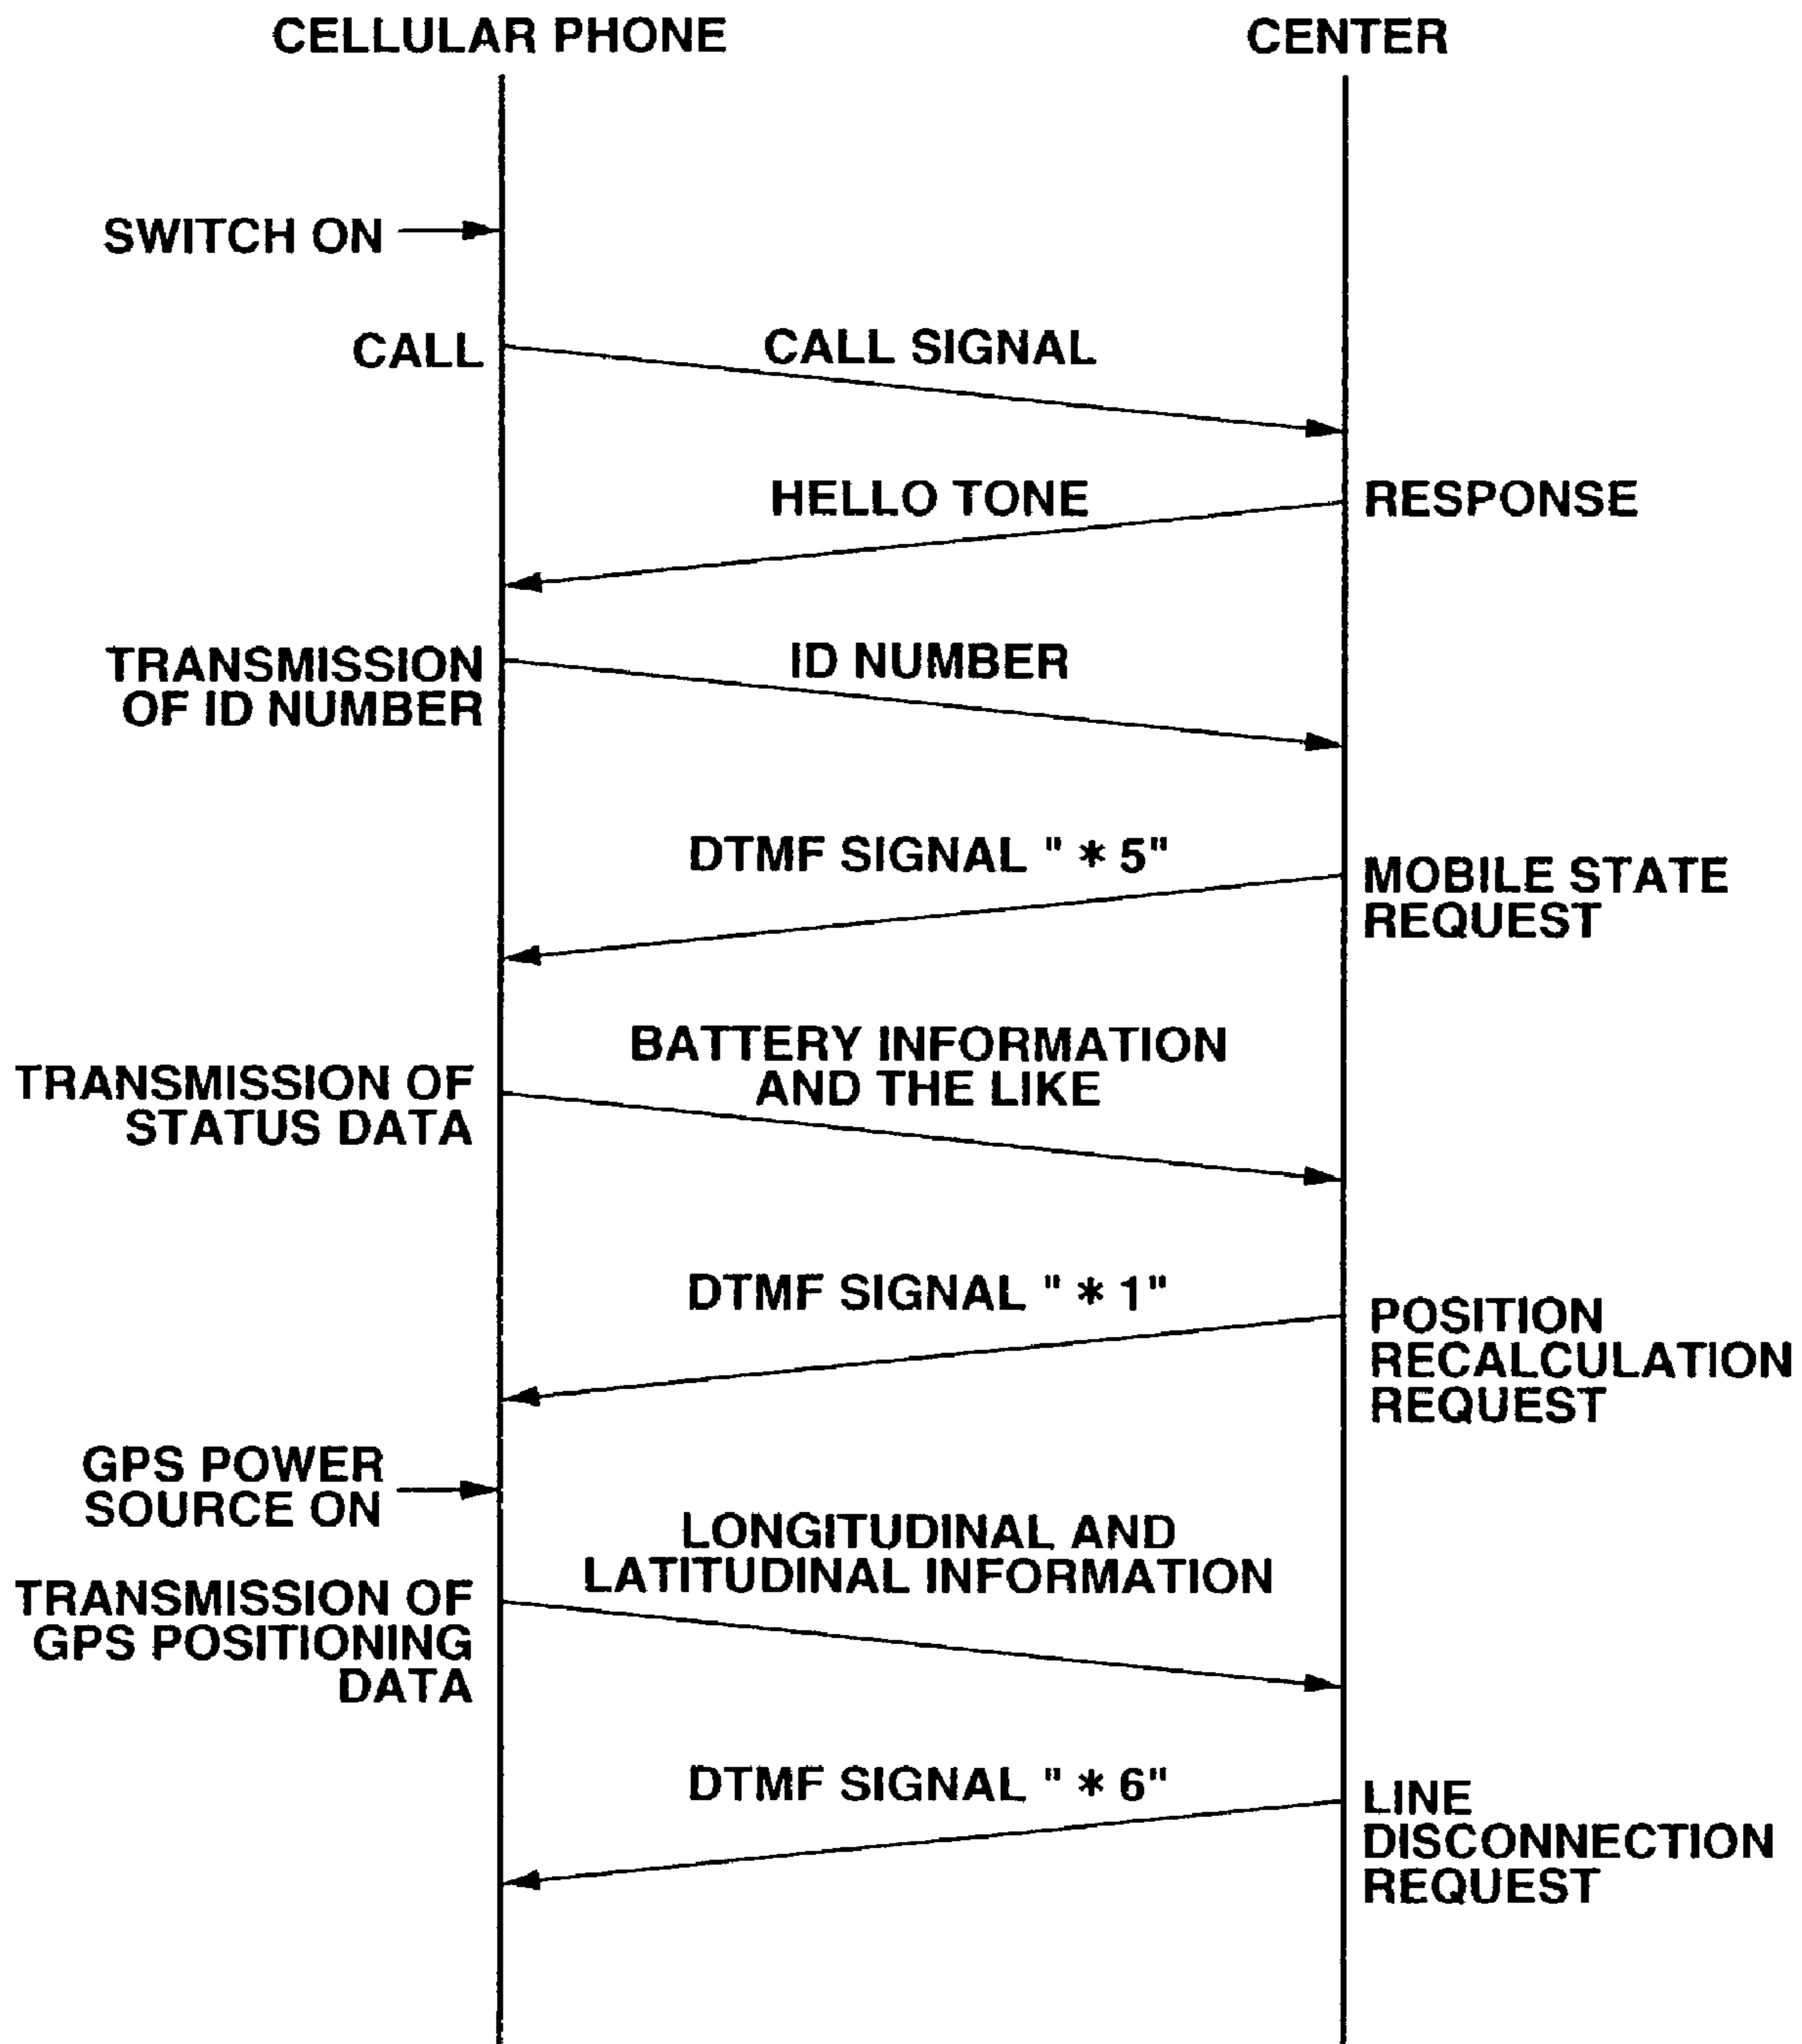 CELLULAR PHONE
CENTER
SWITCH ON
CALL
CALL SIGNAL
HELLO TONE
RESPONSE
TRANSMISSION
OF ID NUMBER
ID NUMBER
DTMF SIGNAL " * 5"
MOBILE STATE
REQUEST
BATTERY INFORMATION
AND THE LIKE
TRANSMISSION OF
STATUS DATA
DTMF SIGNAL " * 1"
POSITION
RECALCULATION
REQUEST
GPS POWER
SOURCE ON
LONGITUDINAL AND
LATITUDINAL INFORMATION
TRANSMISSION OF
GPS POSITIONING
DATA
DTMF SIGNAL " * 6"
LINE
DISCONNECTION
REQUEST